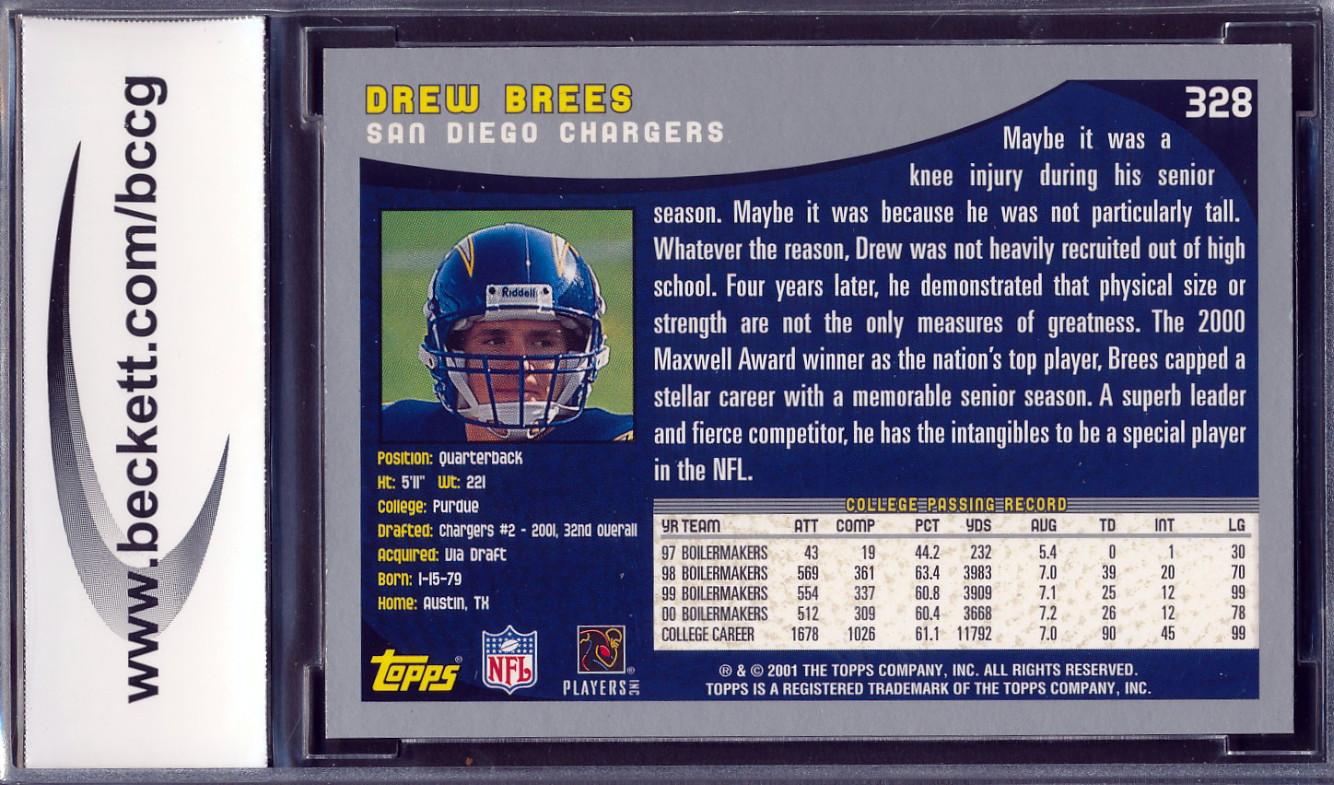 www.beckett.com/bccg
DREW BREES
SAN DIEGO CHARGERS
328
Maybe it was a
knee injury during his senior
season. Maybe it was because he was not particularly tall.
Whatever the reason, Drew was not heavily recruited out of high
school. Four years later, he demonstrated that physical size or
strength are not the only measures of greatness. The 2000
Maxwell Award winner as the nation's top player, Brees capped a
stellar career with a memorable senior season. A superb leader
and fierce competitor, he has the intangibles to be a special player
in the NFL.
Riddell
Position: Quarterback
Ht: 5'11" Wt: 221
College: Purdue
Drafted: Chargers #2 - 2001, 32nd overall
Acquired: Via Draft
Born: 1-15-79
Home: Austin, TX
COLLEGE PASSING RECORD
YR TEAM ATT COMP PCT YDS AVG TD INT LG
97 BOILERMAKERS 43 19 44.2 232 5.4 0 1 30
98 BOILERMAKERS 569 361 63.4 3983 7.0 39 20 70
99 BOILERMAKERS 554 337 60.8 3909 7.1 25 12 99
00 BOILERMAKERS 512 309 60.4 3668 7.2 26 12 78
COLLEGE CAREER 1678 1026 61.1 11792 7.0 90 45 99
Topps®
NFL
PLAYERS INC ®
® & © 2001 THE TOPPS COMPANY, INC. ALL RIGHTS RESERVED.
TOPPS IS A REGISTERED TRADEMARK OF THE TOPPS COMPANY, INC.